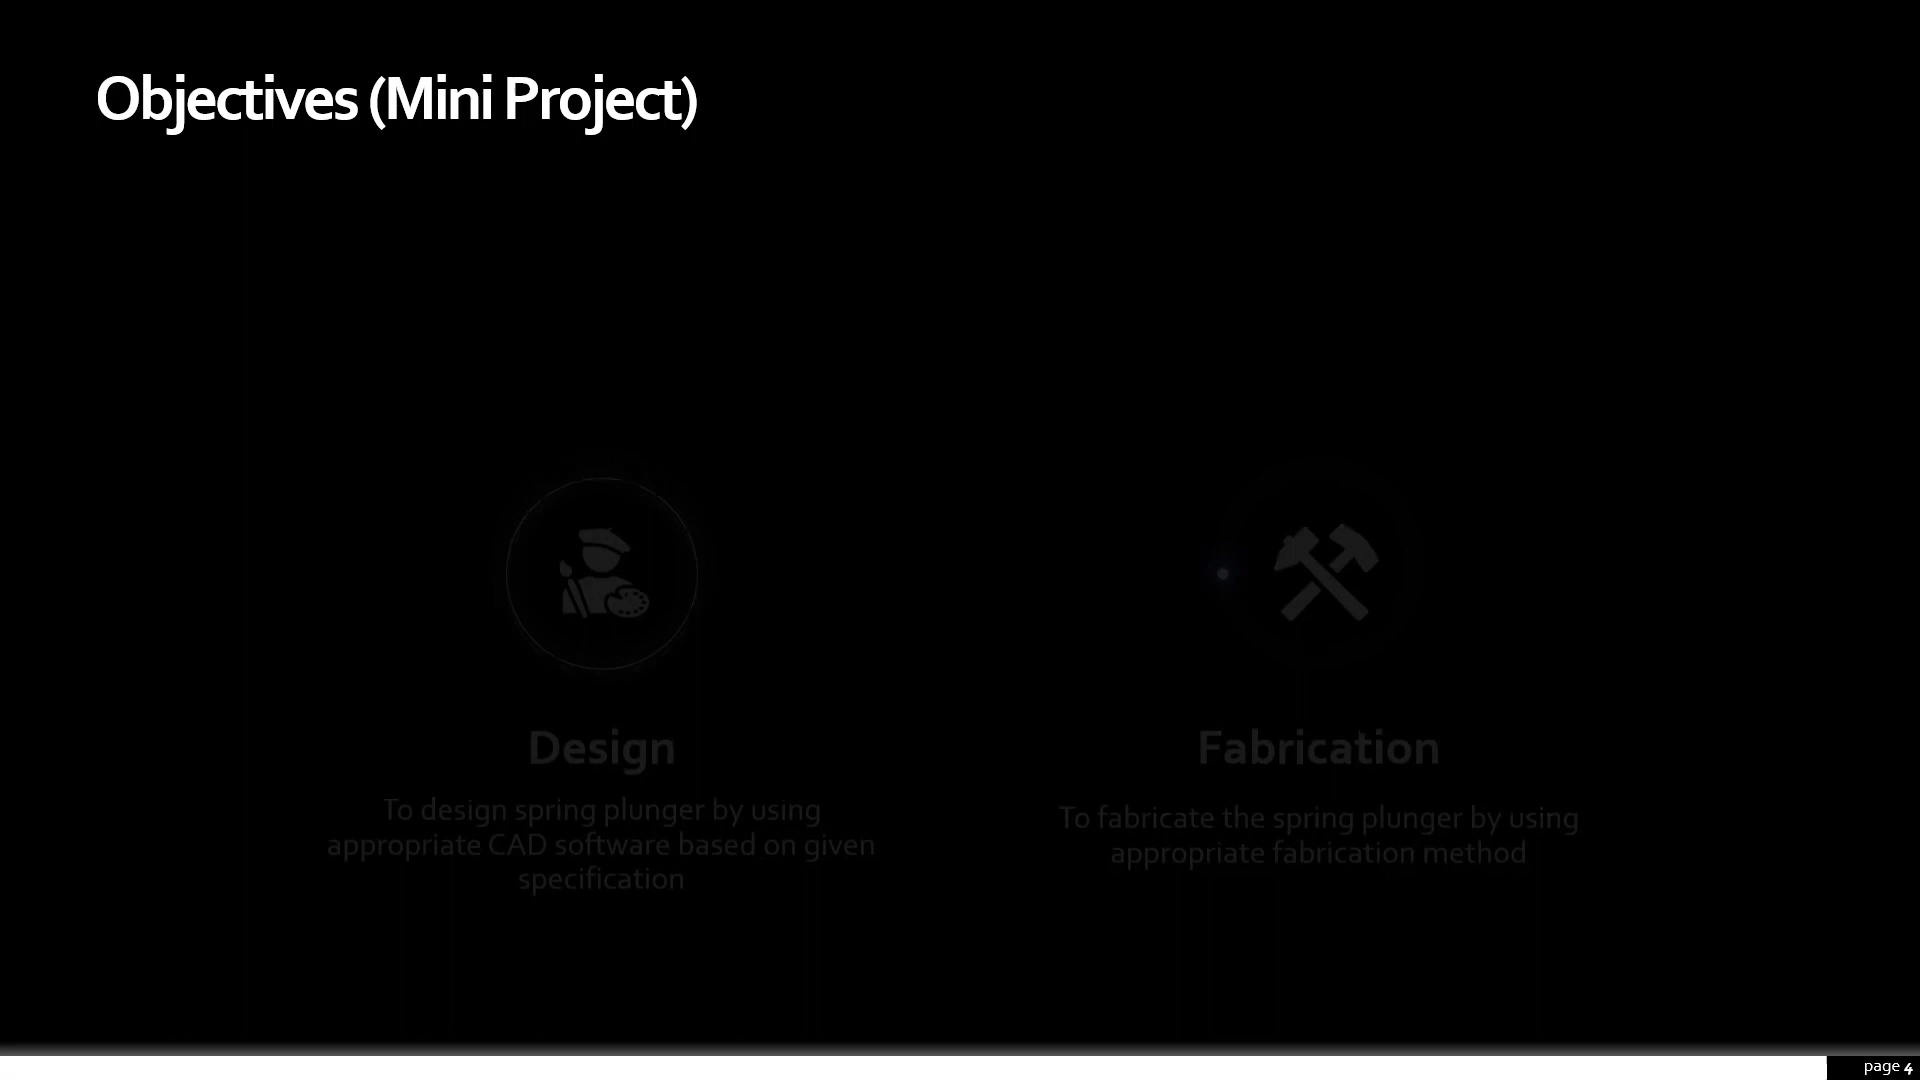 Objectives (Mini Project)
Design
To design spring plunger by using
appropriate CAD software based on given
specification
Fabrication
To fabricate the spring plunger by using
appropriate fabrication method
page 4